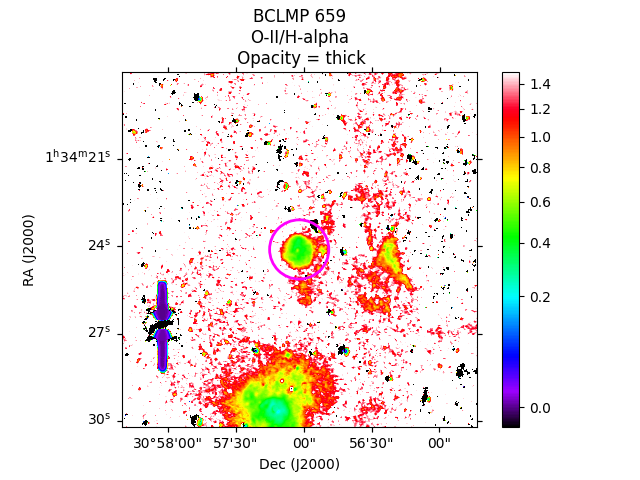 BCLMP 659
O-II/H-alpha
Opacity = thick
1ʰ34ᵐ21ˢ
24ˢ
27ˢ
30ˢ
RA (J2000)
30°58'00" 57'30" 00" 56'30" 00"
Dec (J2000)
1.4
1.2
1.0
0.8
0.6
0.4
0.2
0.0